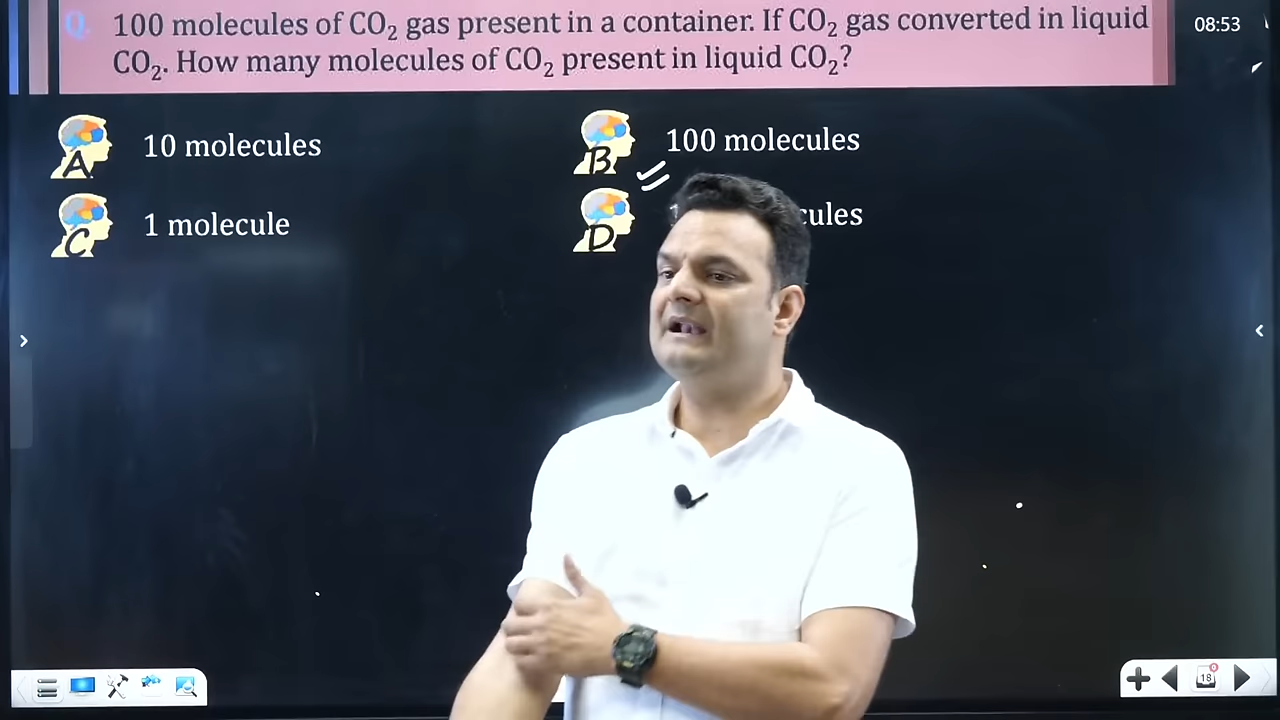 Q. 100 molecules of CO₂ gas present in a container. If CO₂ gas converted in liquid
CO₂. How many molecules of CO₂ present in liquid CO₂?
08:53
A 10 molecules
B 100 molecules
C 1 molecule
D
18